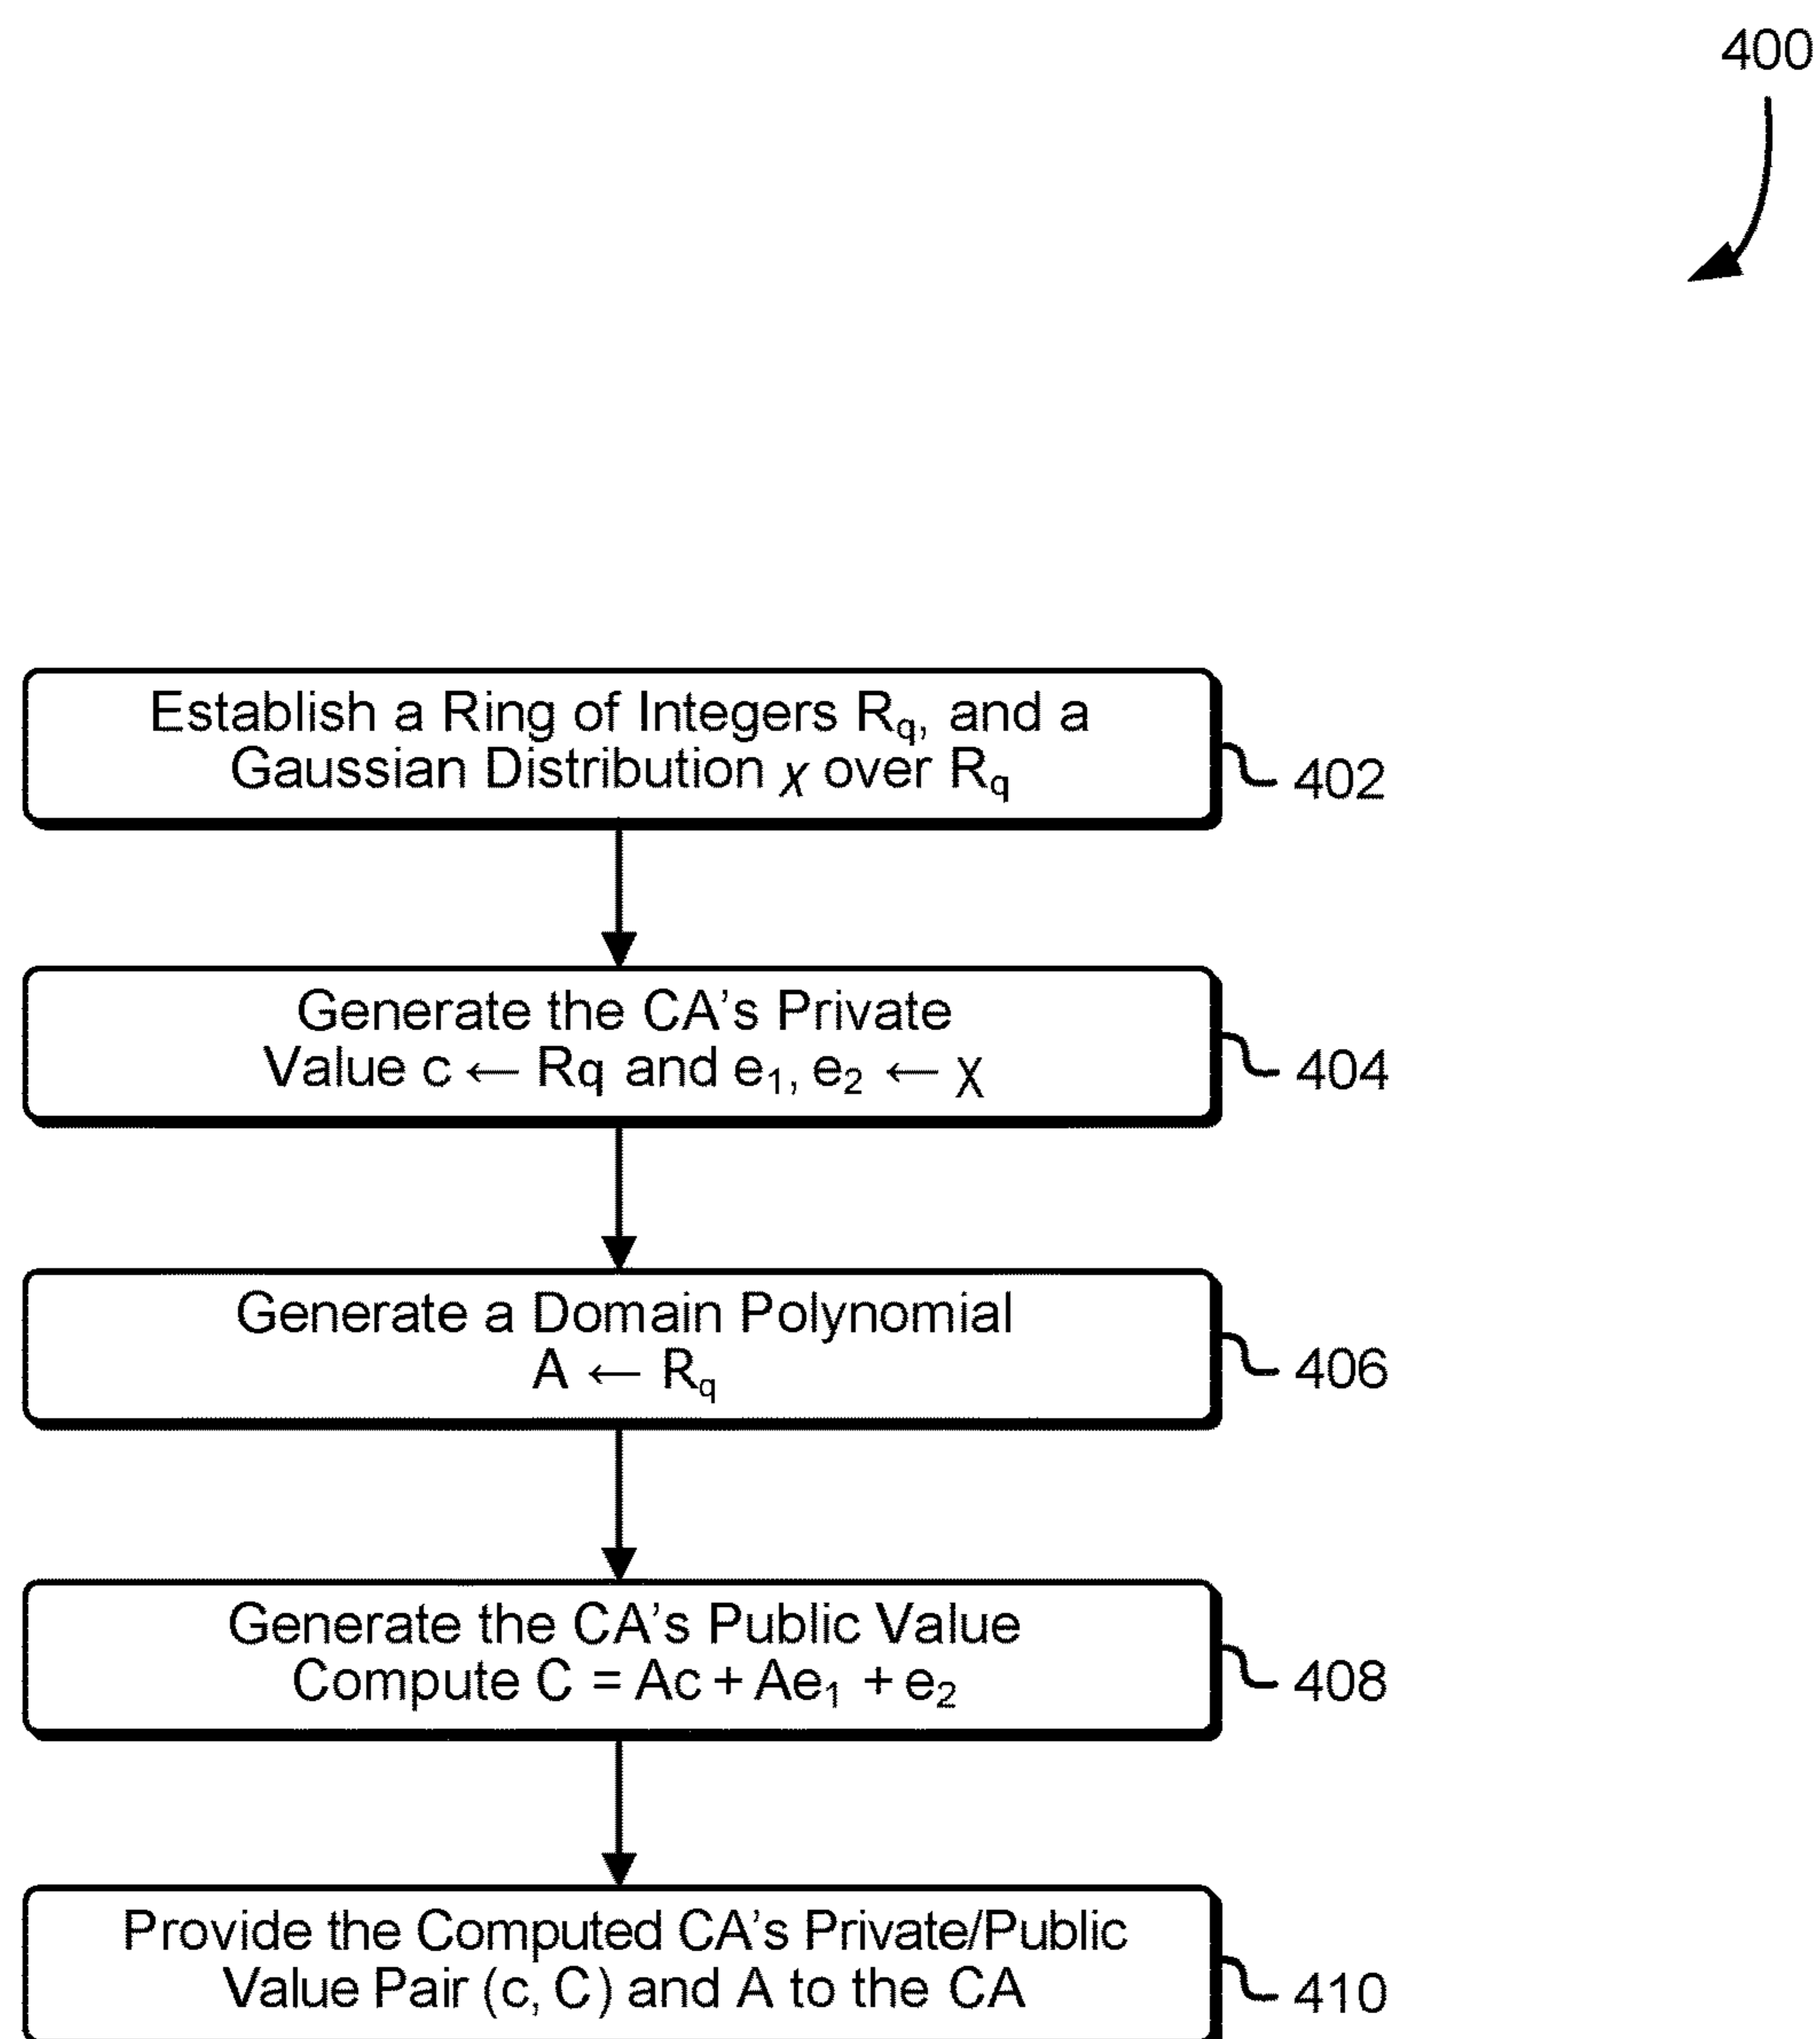 400
Establish a Ring of Integers Rq, and a
Gaussian Distribution χ over Rq
402
Generate the CA's Private
Value c ← Rq and e₁, e₂ ← χ
404
Generate a Domain Polynomial
A ← Rq
406
Generate the CA's Public Value
Compute C = Ac + Ae₁ + e₂
408
Provide the Computed CA's Private/Public
Value Pair (c, C) and A to the CA
410